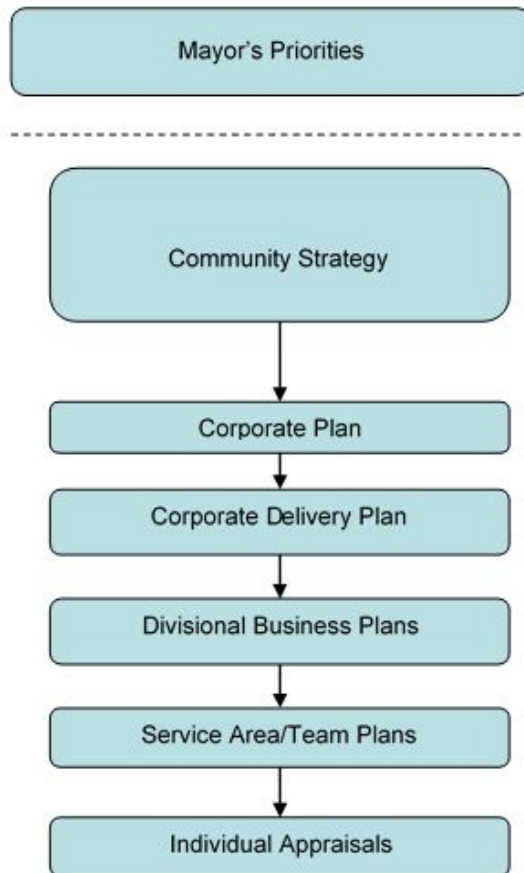 Mayor's Priorities
Community Strategy
Corporate Plan
Corporate Delivery Plan
Divisional Business Plans
Service Area/Team Plans
Individual Appraisals